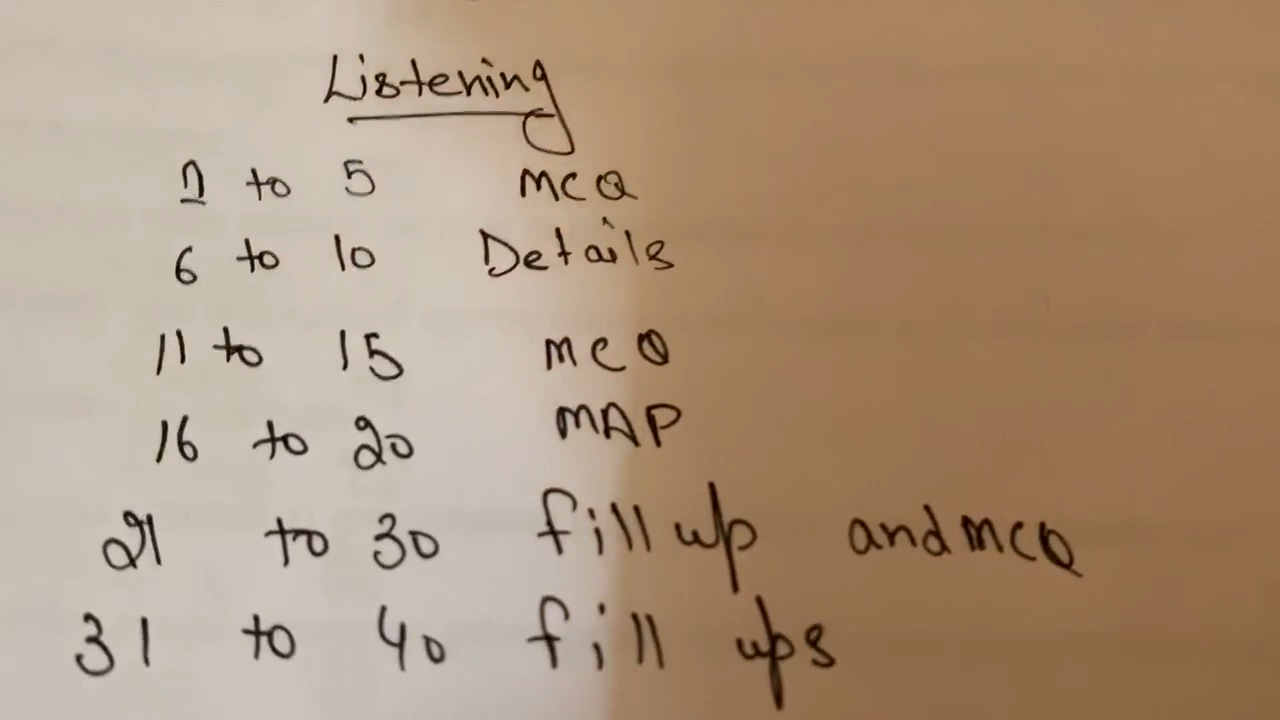 Listening
1 to 5 MCQ
6 to 10 Details
11 to 15 MCQ
16 to 20 MAP
21 to 30 fill up and MCQ
31 to 40 fill ups